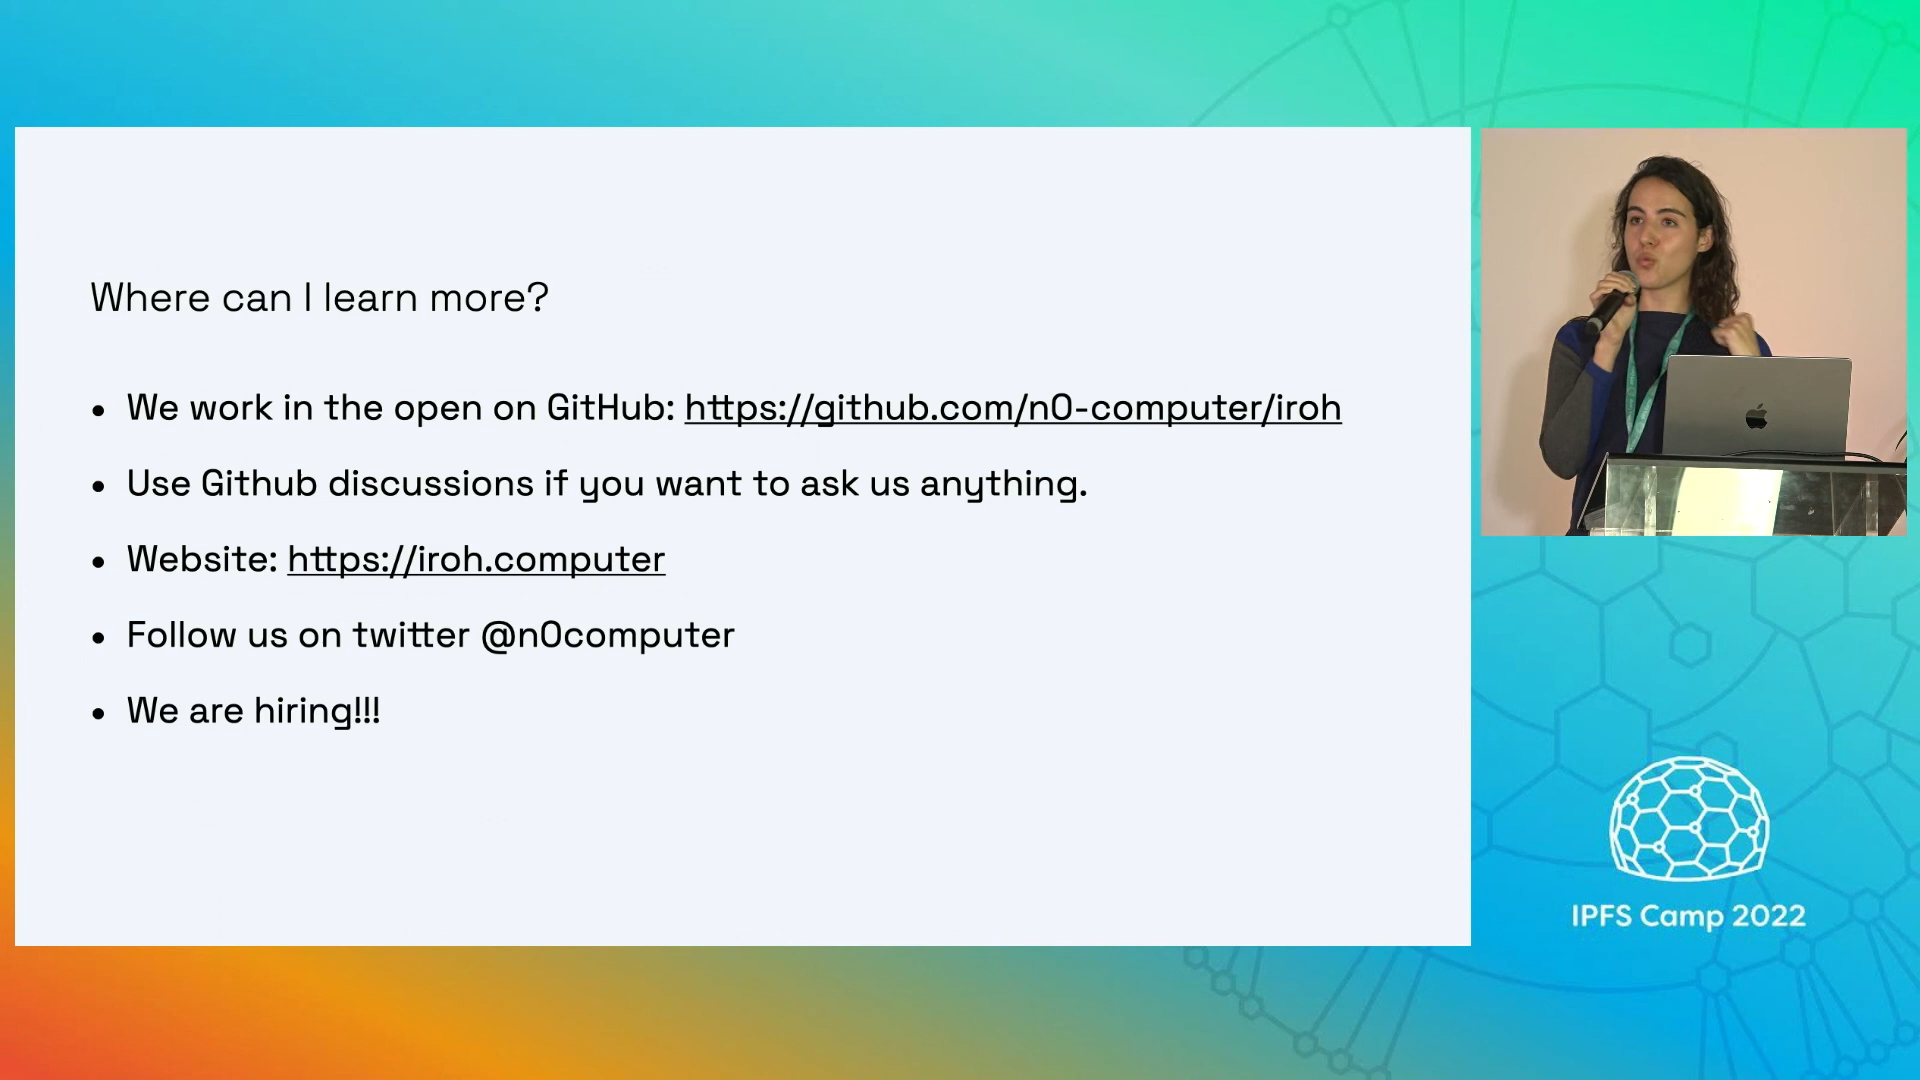 Where can I learn more?
• We work in the open on GitHub: https://github.com/n0-computer/iroh
• Use Github discussions if you want to ask us anything.
• Website: https://iroh.computer
• Follow us on twitter @n0computer
• We are hiring!!!
IPFS Camp 2022